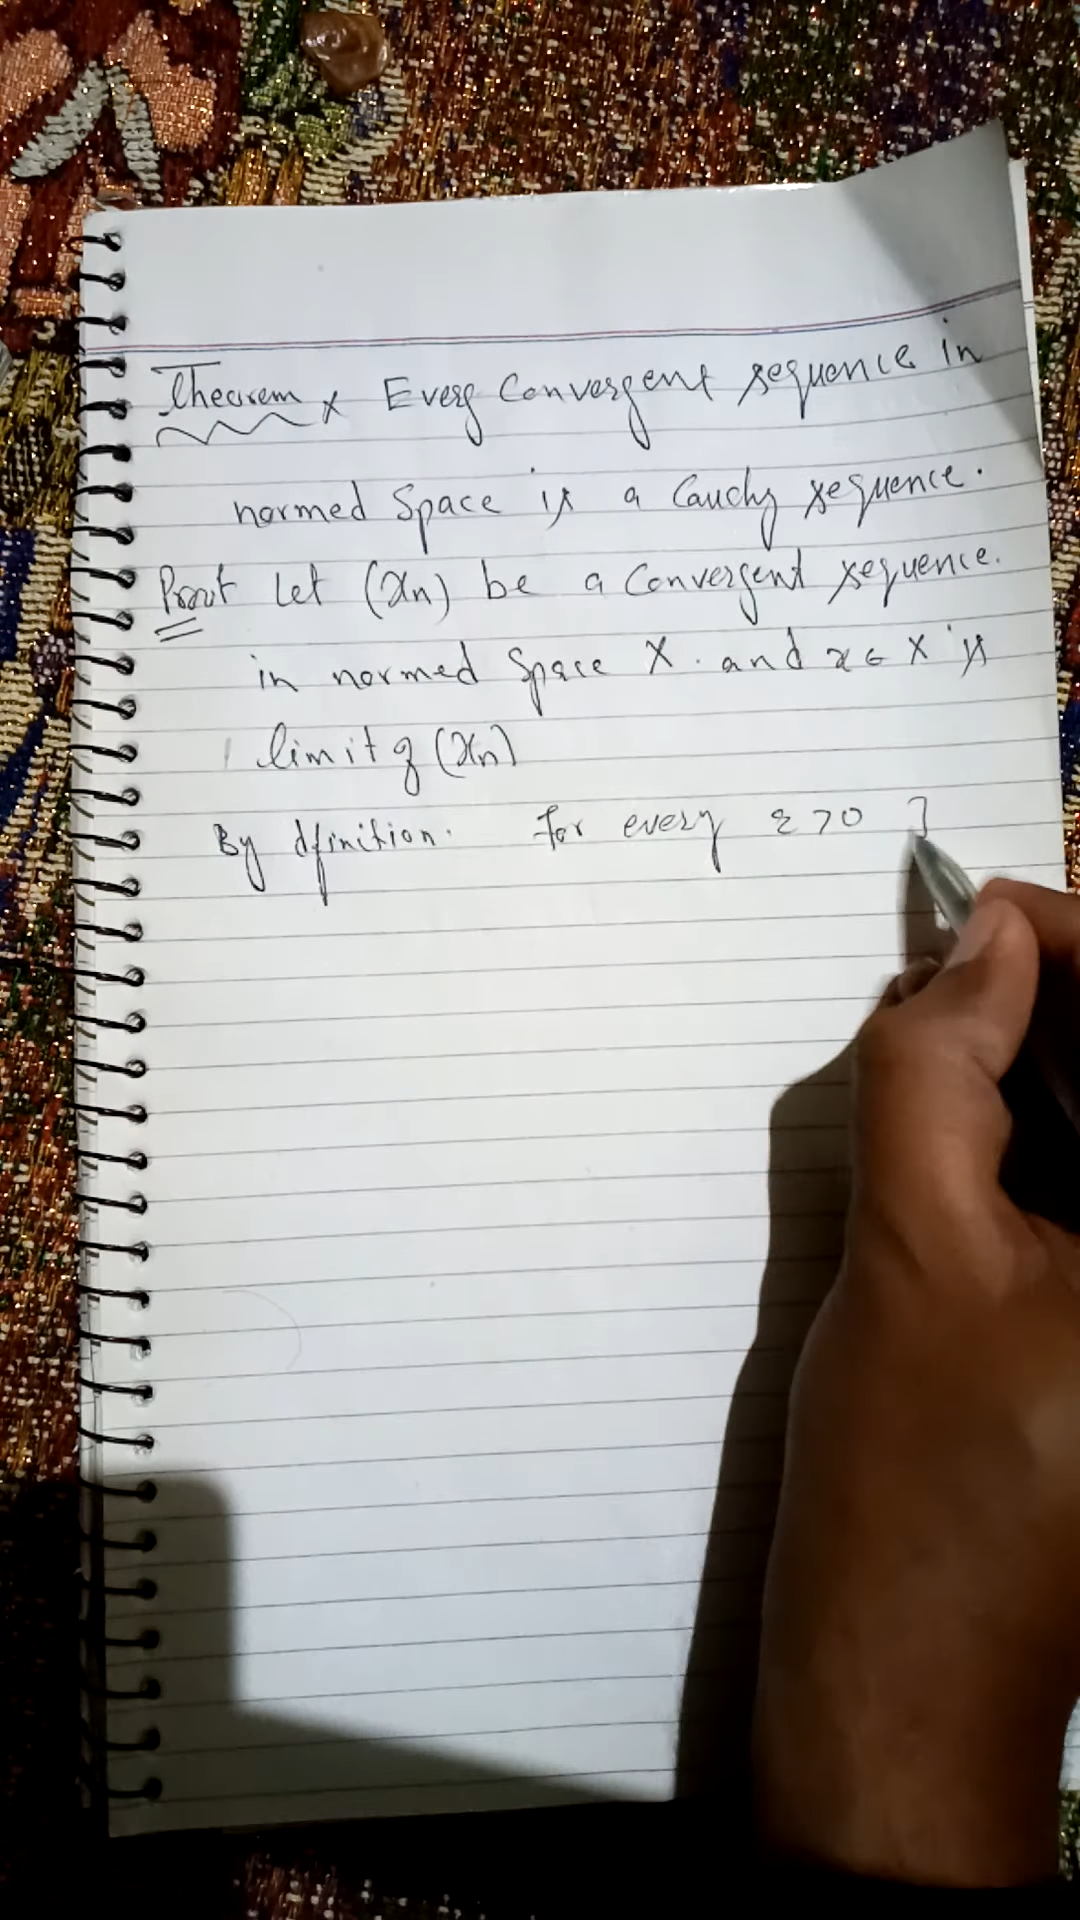 Theorem x Every Convergent sequence in
normed Space is a Cauchy sequence.
Proof Let (xn) be a Convergent sequence.
in normed Space X. and x ∈ X is
limit of (xn)
By dfinition. for every ε > 0 ∃